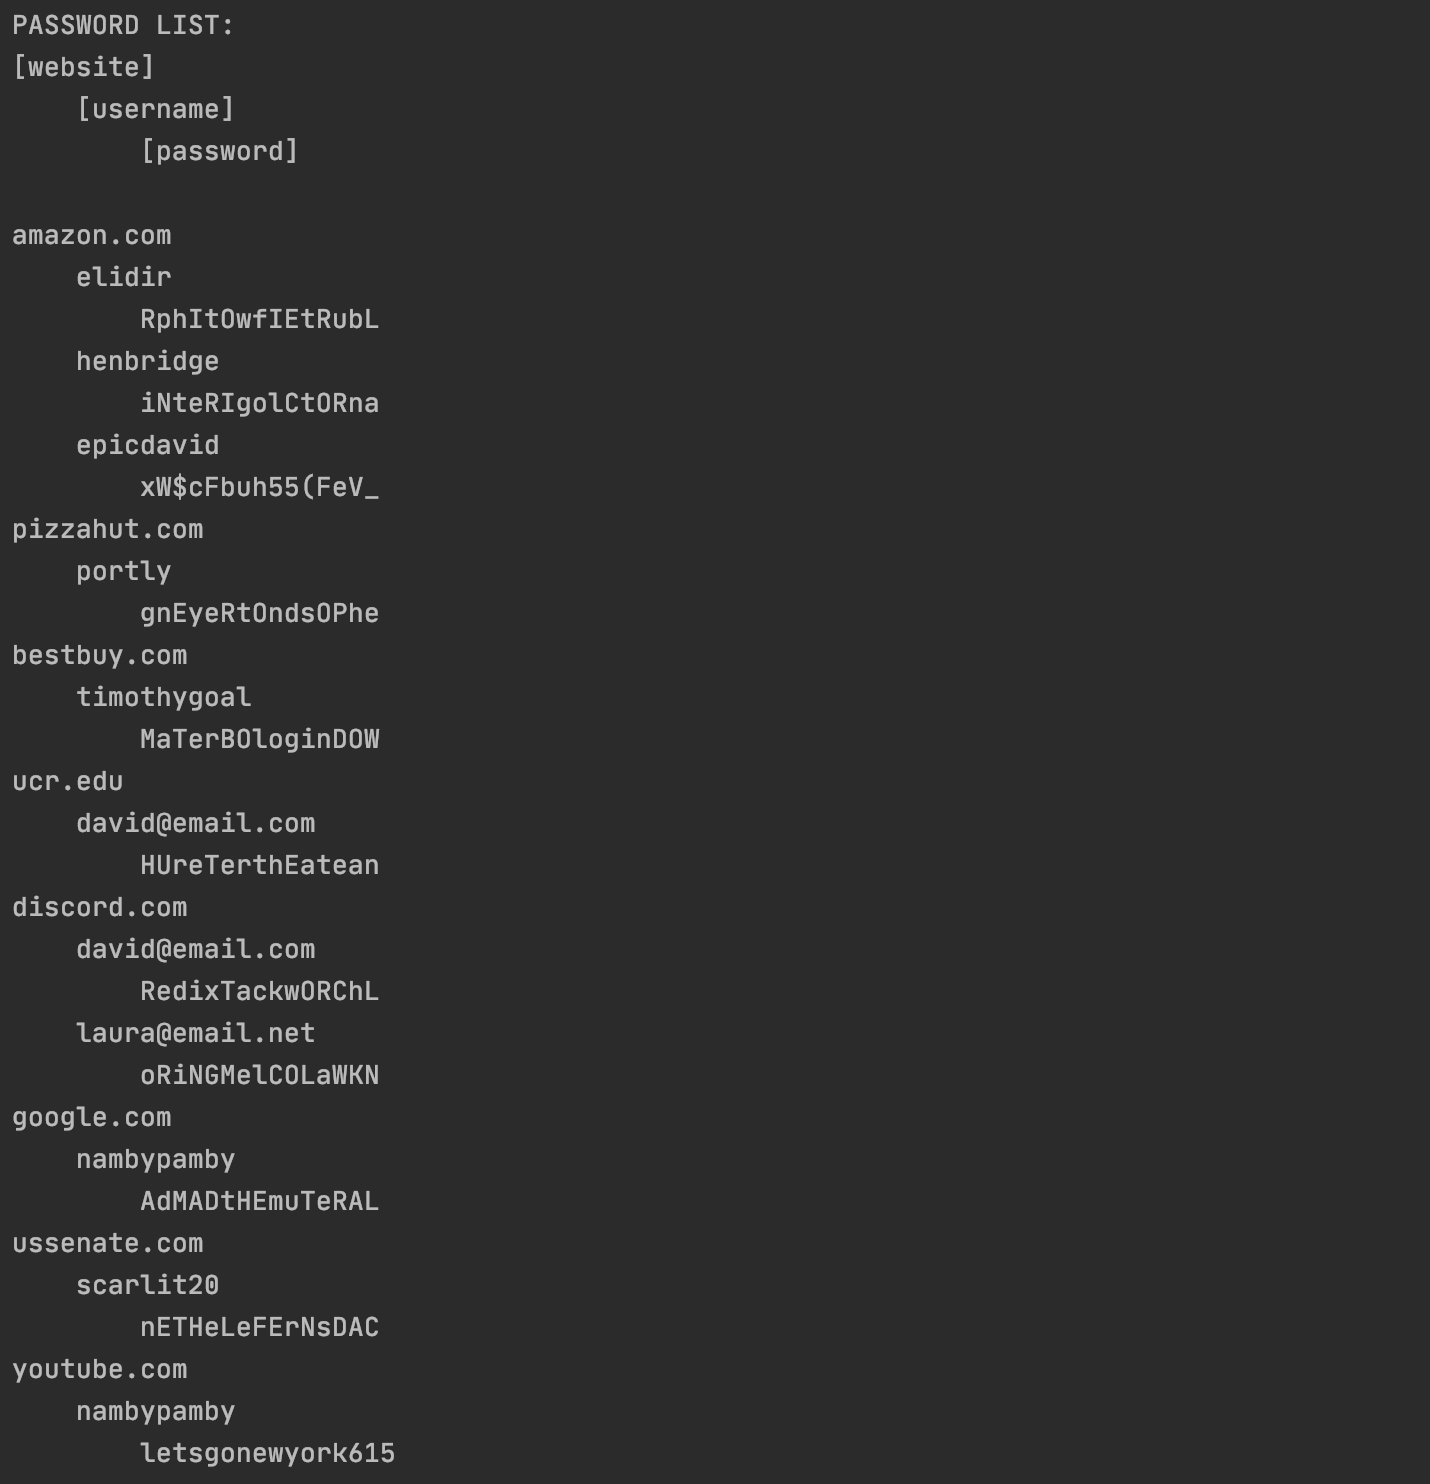 PASSWORD LIST:
[website]
[username]
[password]
amazon.com
elidir
RphItOwfIEtRubL
henbridge
iNteRIgolCtORna
epicdavid
xW$cFbuh55(FeV_
pizzahut.com
portly
gnEyeRtOndsOPhe
bestbuy.com
timothygoal
MaTerBOloginDOW
ucr.edu
david@email.com
HUreTerthEatean
discord.com
david@email.com
RedixTackwORChL
laura@email.net
oRiNGMelCOLaWKN
google.com
nambypamby
AdMADtHEmuTeRAL
ussenate.com
scarlit20
nETHeLeFErNsDAC
youtube.com
nambypamby
letsgonewyork615